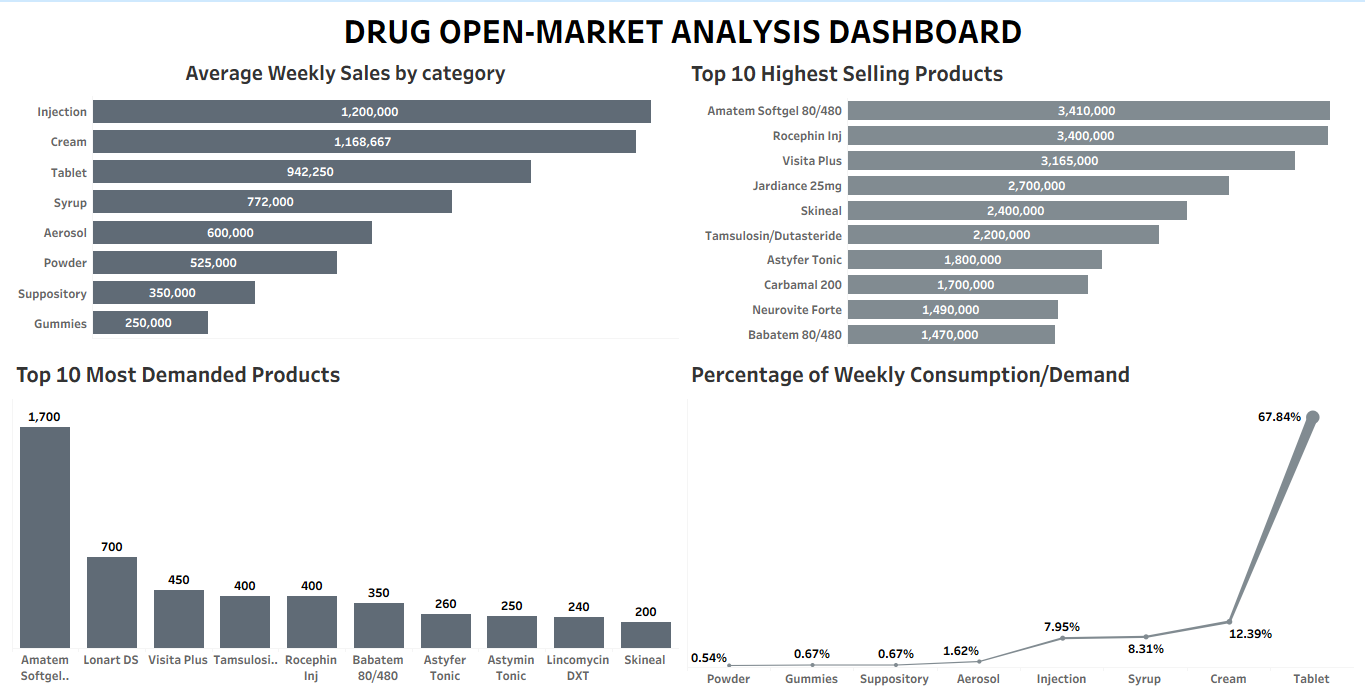 DRUG OPEN-MARKET ANALYSIS DASHBOARD
Average Weekly Sales by category
Injection 1,200,000
Cream 1,168,667
Tablet 942,250
Syrup 772,000
Aerosol 600,000
Powder 525,000
Suppository 350,000
Gummies 250,000
Top 10 Highest Selling Products
Amatem Softgel 80/480 3,410,000
Rocephin Inj 3,400,000
Visita Plus 3,165,000
Jardiance 25mg 2,700,000
Skineal 2,400,000
Tamsulosin/Dutasteride 2,200,000
Astyfer Tonic 1,800,000
Carbamal 200 1,700,000
Neurovite Forte 1,490,000
Babatem 80/480 1,470,000
Top 10 Most Demanded Products
1,700
700
450
400
400
350
260
250
240
200
Amatem Lonart DS Visita Plus Tamsulosi.. Rocephin Babatem Astyfer Astymin Lincomycin Skineal
Softgel.. Inj 80/480 Tonic Tonic DXT
Percentage of Weekly Consumption/Demand
67.84%
0.54%
0.67%
0.67%
1.62%
7.95%
8.31%
12.39%
Powder Gummies Suppository Aerosol Injection Syrup Cream Tablet